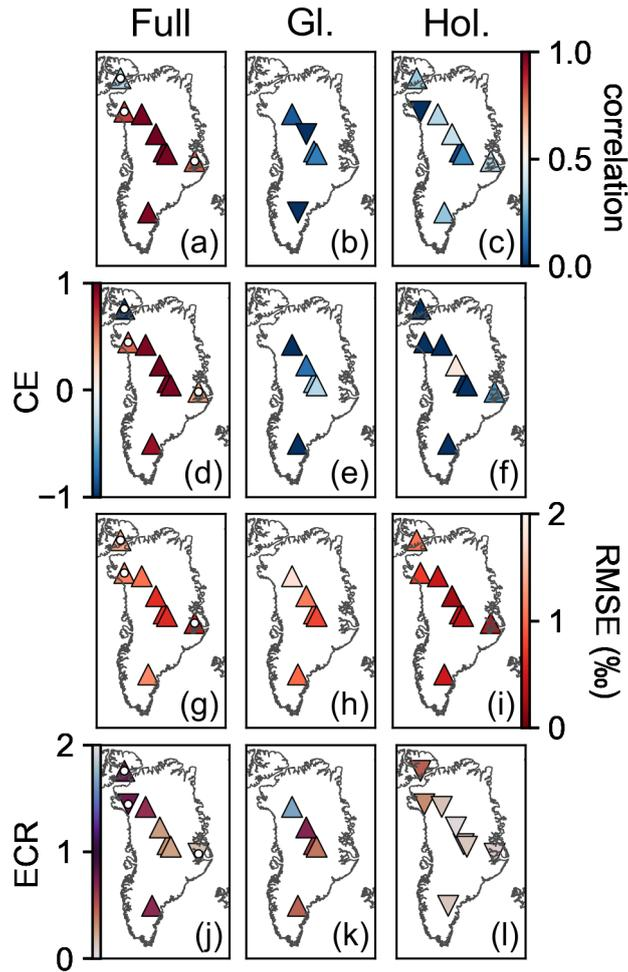 Full Gl. Hol.
(a) (b) (c)
1.0
0.5
0.0
correlation
CE
1
0
−1
(d) (e) (f)
(g) (h) (i)
2
1
0
RMSE (‰)
ECR
2
1
0
(j) (k) (l)